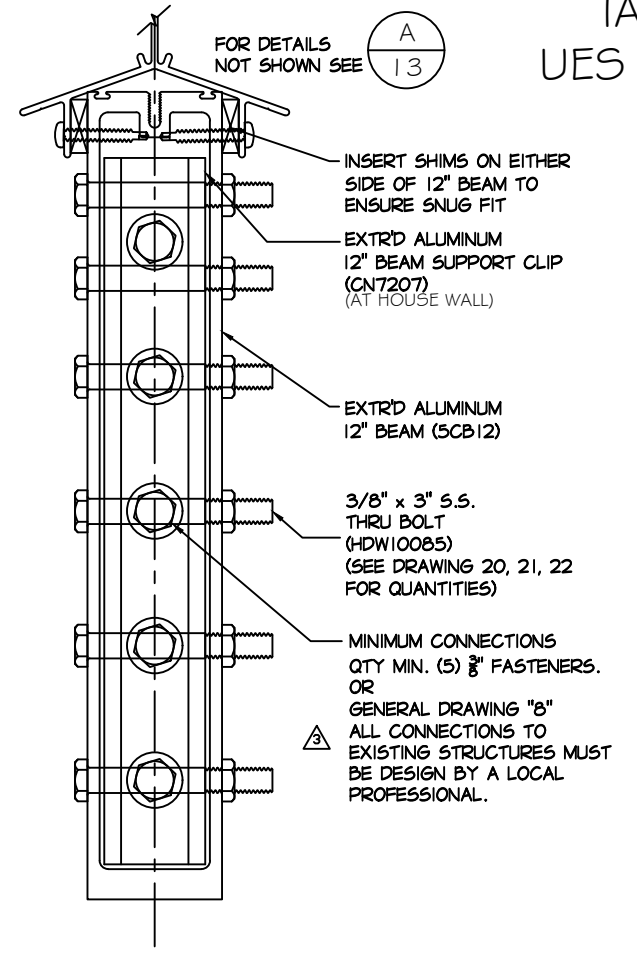 TA
UES
FOR DETAILS
NOT SHOWN SEE
A
13
INSERT SHIMS ON EITHER
SIDE OF 12" BEAM TO
ENSURE SNUG FIT
EXTR'D ALUMINUM
12" BEAM SUPPORT CLIP
(CN7207)
(AT HOUSE WALL)
EXTR'D ALUMINUM
12" BEAM (5CB12)
3/8" x 3" S.S.
THRU BOLT
(HDW10085)
(SEE DRAWING 20, 21, 22
FOR QUANTITIES)
MINIMUM CONNECTIONS
QTY MIN. (5) 3/8" FASTENERS.
OR
GENERAL DRAWING "8"
3
ALL CONNECTIONS TO
EXISTING STRUCTURES MUST
BE DESIGN BY A LOCAL
PROFESSIONAL.